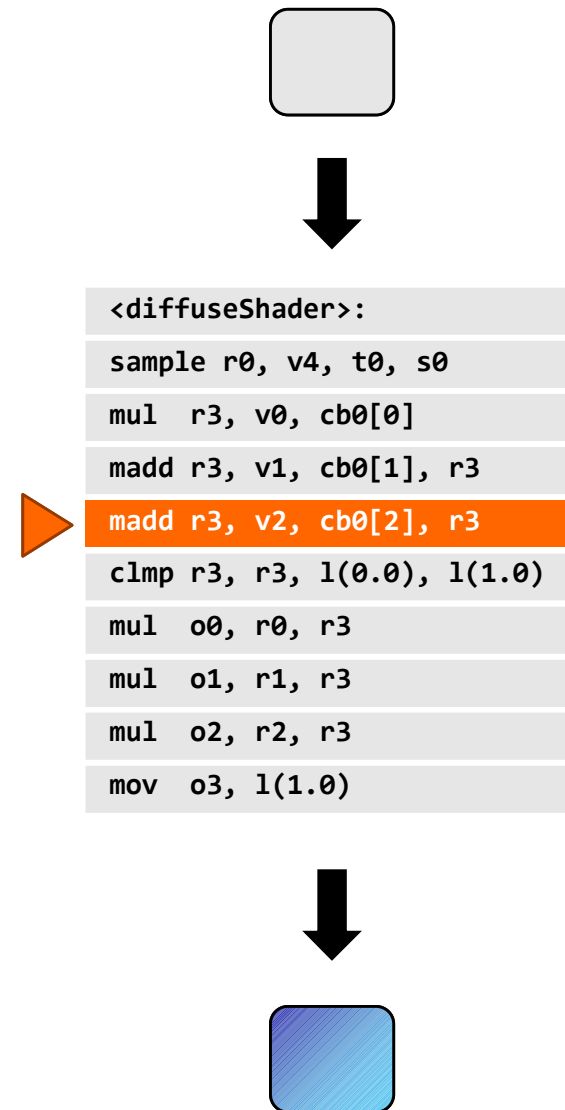 <diffuseShader>:
sample r0, v4, t0, s0
mul  r3, v0, cb0[0]
madd r3, v1, cb0[1], r3
madd r3, v2, cb0[2], r3
clmp r3, r3, l(0.0), l(1.0)
mul  o0, r0, r3
mul  o1, r1, r3
mul  o2, r2, r3
mov  o3, l(1.0)